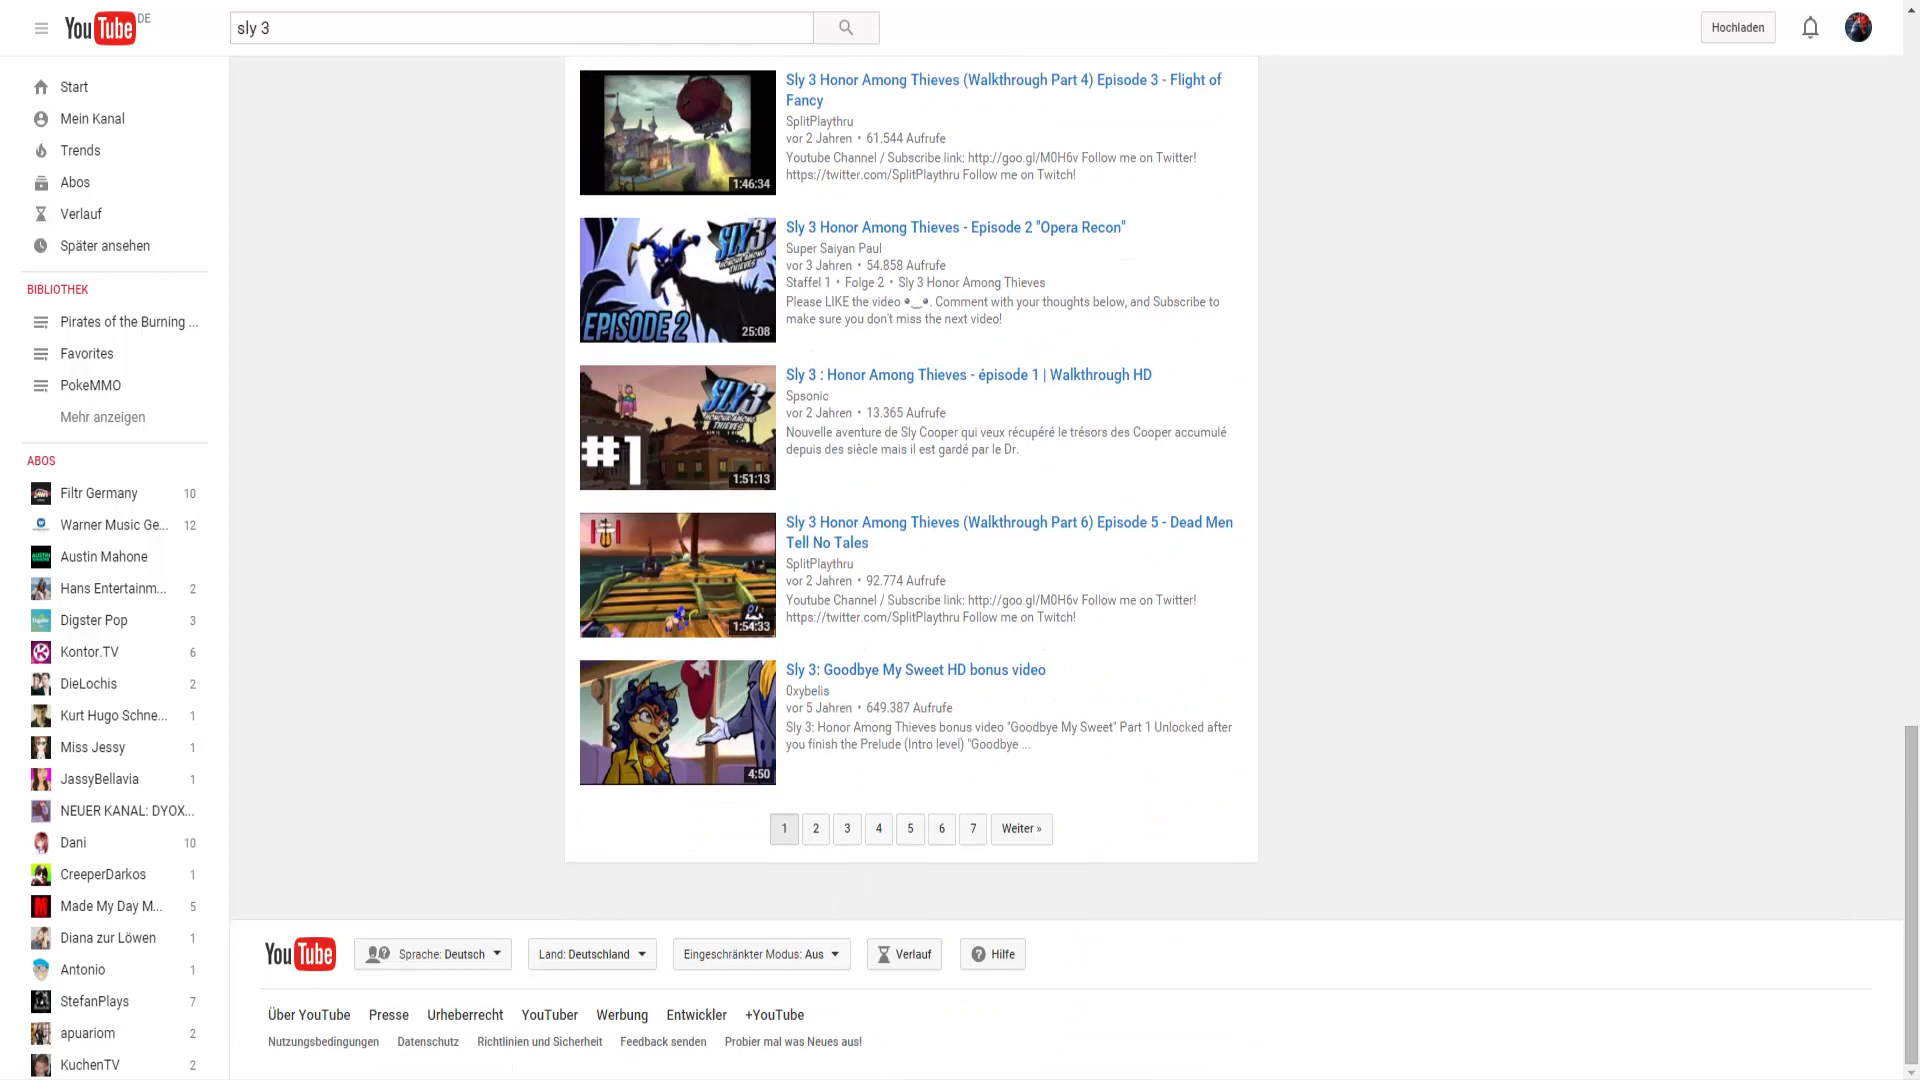 YouTube DE
sly 3
Hochladen
Start
Mein Kanal
Trends
Abos
Verlauf
Später ansehen
BIBLIOTHEK
Pirates of the Burning ...
Favorites
PokeMMO
Mehr anzeigen
ABOS
Filtr Germany 10
Warner Music Ge... 12
Austin Mahone
Hans Entertainm... 2
Digster Pop 3
Kontor.TV 6
DieLochis 2
Kurt Hugo Schne... 1
Miss Jessy 1
JassyBellavia 1
NEUER KANAL: DYOX...
Dani 10
CreeperDarkos 1
Made My Day M... 5
Diana zur Löwen 1
Antonio 1
StefanPlays 7
apuariom 2
KuchenTV 2
1:46:34
Sly 3 Honor Among Thieves (Walkthrough Part 4) Episode 3 - Flight of
Fancy
SplitPlaythru
vor 2 Jahren • 61.544 Aufrufe
Youtube Channel / Subscribe link: http://goo.gl/M0H6v Follow me on Twitter!
https://twitter.com/SplitPlaythru Follow me on Twitch!
SLY 3
HONOUR AMONG
THIEVES
EPISODE 2
25:08
Sly 3 Honor Among Thieves - Episode 2 "Opera Recon"
Super Saiyan Paul
vor 3 Jahren • 54.858 Aufrufe
Staffel 1 • Folge 2 • Sly 3 Honor Among Thieves
Please LIKE the video ◕‿◕. Comment with your thoughts below, and Subscribe to
make sure you don't miss the next video!
SLY 3
HONOUR AMONG
THIEVES
#1
1:51:13
Sly 3 : Honor Among Thieves - épisode 1 | Walkthrough HD
Spsonic
vor 2 Jahren • 13.365 Aufrufe
Nouvelle aventure de Sly Cooper qui veux récupéré le trésors des Cooper accumulé
depuis des siècle mais il est gardé par le Dr.
1:54:33
Sly 3 Honor Among Thieves (Walkthrough Part 6) Episode 5 - Dead Men
Tell No Tales
SplitPlaythru
vor 2 Jahren • 92.774 Aufrufe
Youtube Channel / Subscribe link: http://goo.gl/M0H6v Follow me on Twitter!
https://twitter.com/SplitPlaythru Follow me on Twitch!
4:50
Sly 3: Goodbye My Sweet HD bonus video
0xybelis
vor 5 Jahren • 649.387 Aufrufe
Sly 3: Honor Among Thieves bonus video "Goodbye My Sweet" Part 1 Unlocked after
you finish the Prelude (Intro level) "Goodbye ...
1 2 3 4 5 6 7 Weiter »
YouTube Sprache: Deutsch Land: Deutschland Eingeschränkter Modus: Aus Verlauf Hilfe
Über YouTube Presse Urheberrecht YouTuber Werbung Entwickler +YouTube
Nutzungsbedingungen Datenschutz Richtlinien und Sicherheit Feedback senden Probier mal was Neues aus!